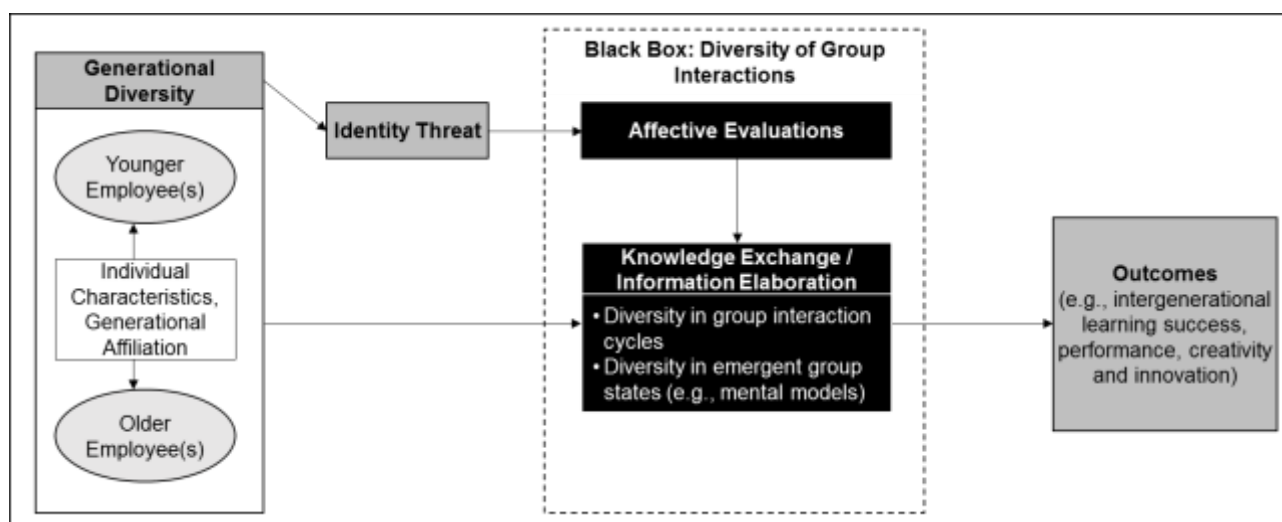 Generational
Diversity
Younger
Employee(s)
Individual
Characteristics,
Generational
Affiliation
Older
Employee(s)
Identity Threat
Black Box: Diversity of Group
Interactions
Affective Evaluations
Knowledge Exchange /
Information Elaboration
• Diversity in group interaction
cycles
• Diversity in emergent group
states (e.g., mental models)
Outcomes
(e.g., intergenerational
learning success,
performance, creativity
and innovation)